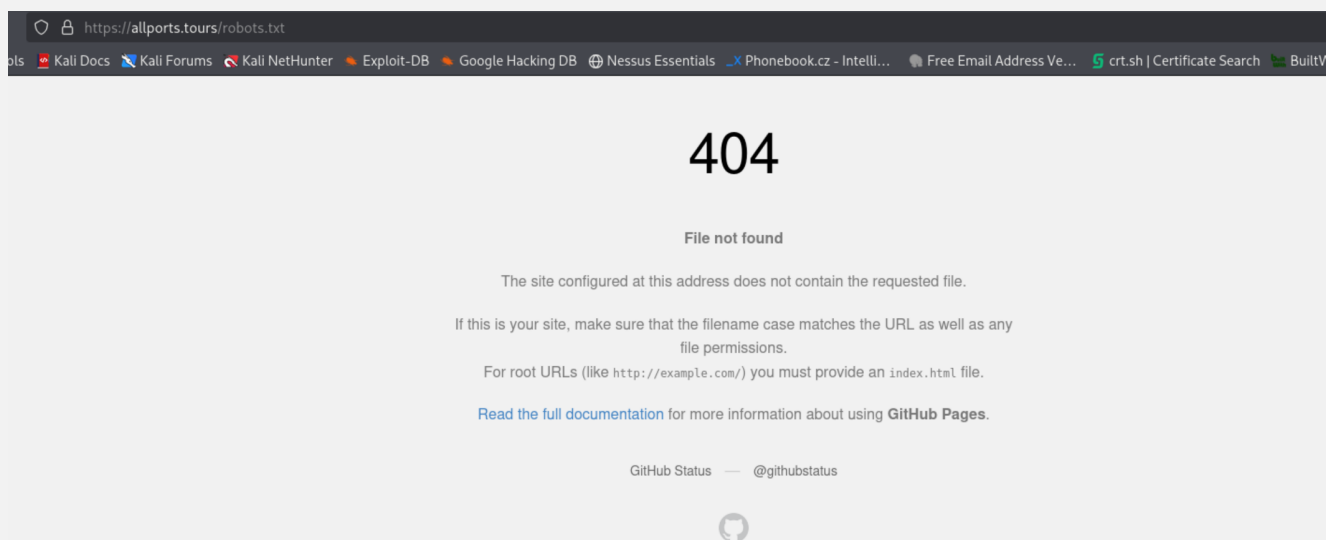 https://allports.tours/robots.txt
ols Kali Docs Kali Forums Kali NetHunter Exploit-DB Google Hacking DB Nessus Essentials Phonebook.cz - Intelli... Free Email Address Ve... crt.sh | Certificate Search BuiltW
404
File not found
The site configured at this address does not contain the requested file.
If this is your site, make sure that the filename case matches the URL as well as any
file permissions.
For root URLs (like http://example.com/) you must provide an index.html file.
Read the full documentation for more information about using GitHub Pages.
GitHub Status — @githubstatus